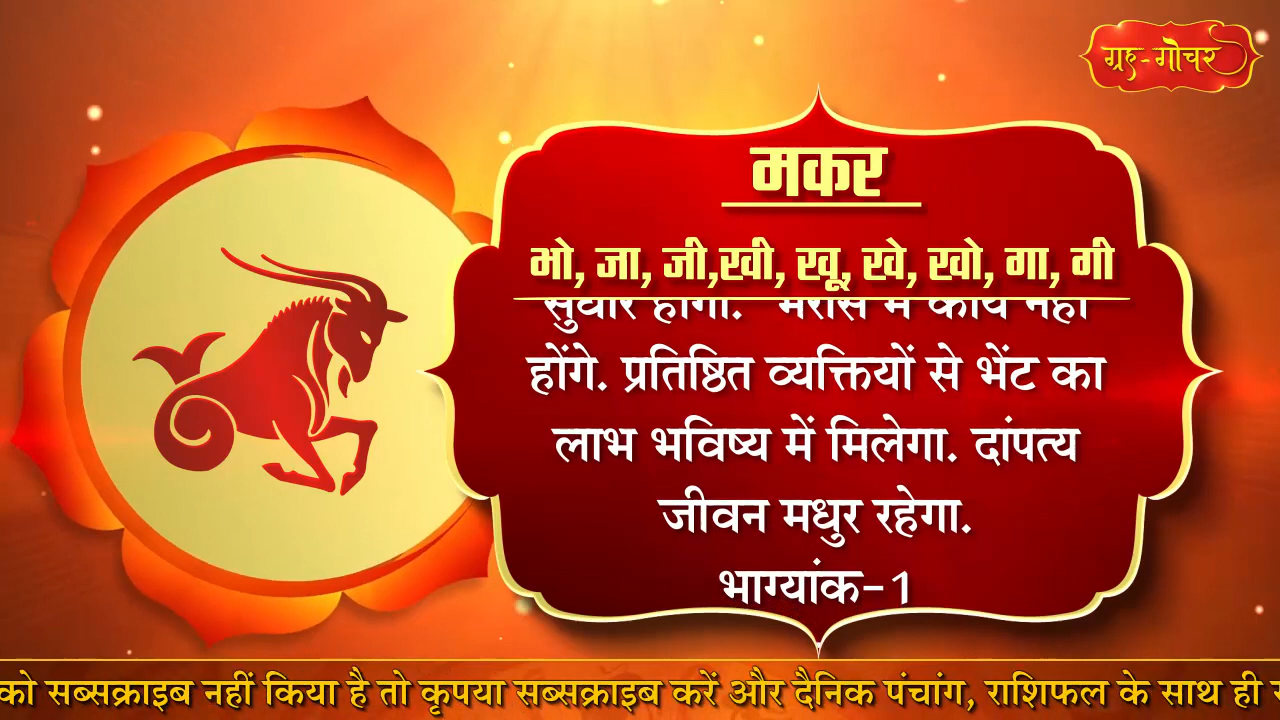 ग्रह-गोचर
मकर
भो, जा, जी,खी, खू, खे, खो, गा, गी
होंगे. प्रतिष्ठित व्यक्तियों से भेंट का
लाभ भविष्य में मिलेगा. दांपत्य
जीवन मधुर रहेगा.
भाग्यांक-1
को सब्सक्राइब नहीं किया है तो कृपया सब्सक्राइब करें और दैनिक पंचांग, राशिफल के साथ ही